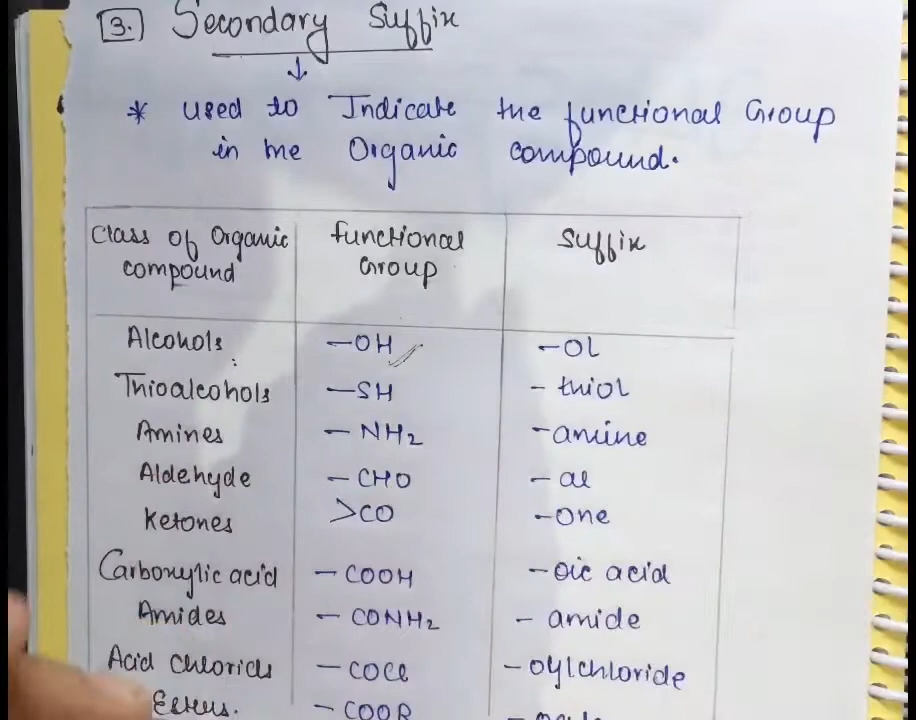 3. Secondary Suffix
* used to Indicate the functional Group
in the Organic compound.
Class of Organic compound functional Group Suffix
Alcohols -OH -OL
Thioalcohols -SH - thiol
Amines - NH2 -amine
Aldehyde - CHO - al
Ketones >CO -one
Carboxylic acid - COOH -oic acid
Amides - CONH2 - amide
Acid chlorids - COCl -oylchloride
Esters. - COOR